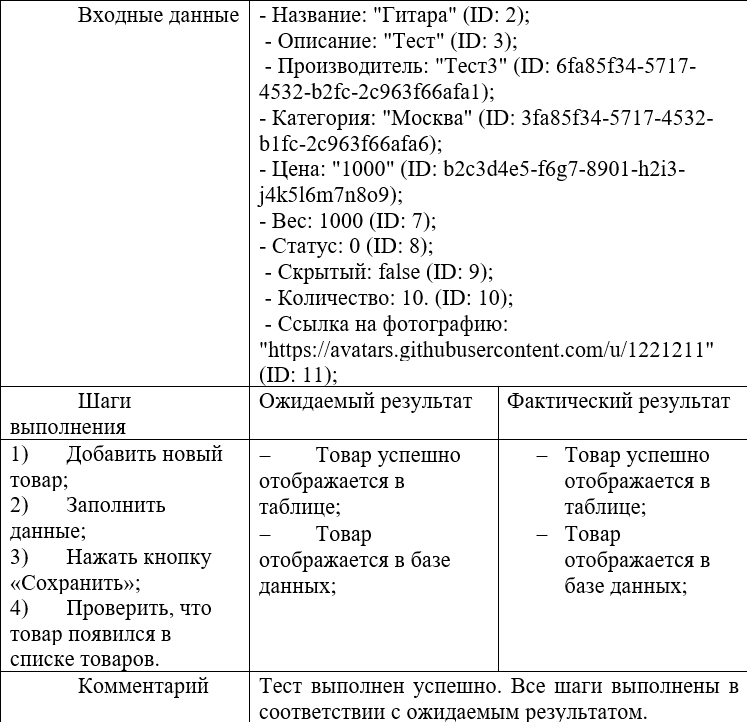 Входные данные
- Название: "Гитара" (ID: 2);
- Описание: "Тест" (ID: 3);
- Производитель: "Тест3" (ID: 6fa85f34-5717-
4532-b2fc-2c963f66afa1);
- Категория: "Москва" (ID: 3fa85f34-5717-4532-
b1fc-2c963f66afa6);
- Цена: "1000" (ID: b2c3d4e5-f6g7-8901-h2i3-
j4k5l6m7n8o9);
- Вес: 1000 (ID: 7);
- Статус: 0 (ID: 8);
- Скрытый: false (ID: 9);
- Количество: 10. (ID: 10);
- Ссылка на фотографию:
"https://avatars.githubusercontent.com/u/1221211"
(ID: 11);
Шаги
выполнения
Ожидаемый результат
Фактический результат
1) Добавить новый
товар;
2) Заполнить
данные;
3) Нажать кнопку
«Сохранить»;
4) Проверить, что
товар появился в
списке товаров.
– Товар успешно
отображается в
таблице;
– Товар
отображается в базе
данных;
– Товар успешно
отображается в
таблице;
– Товар
отображается в
базе данных;
Комментарий
Тест выполнен успешно. Все шаги выполнены в
соответствии с ожидаемым результатом.